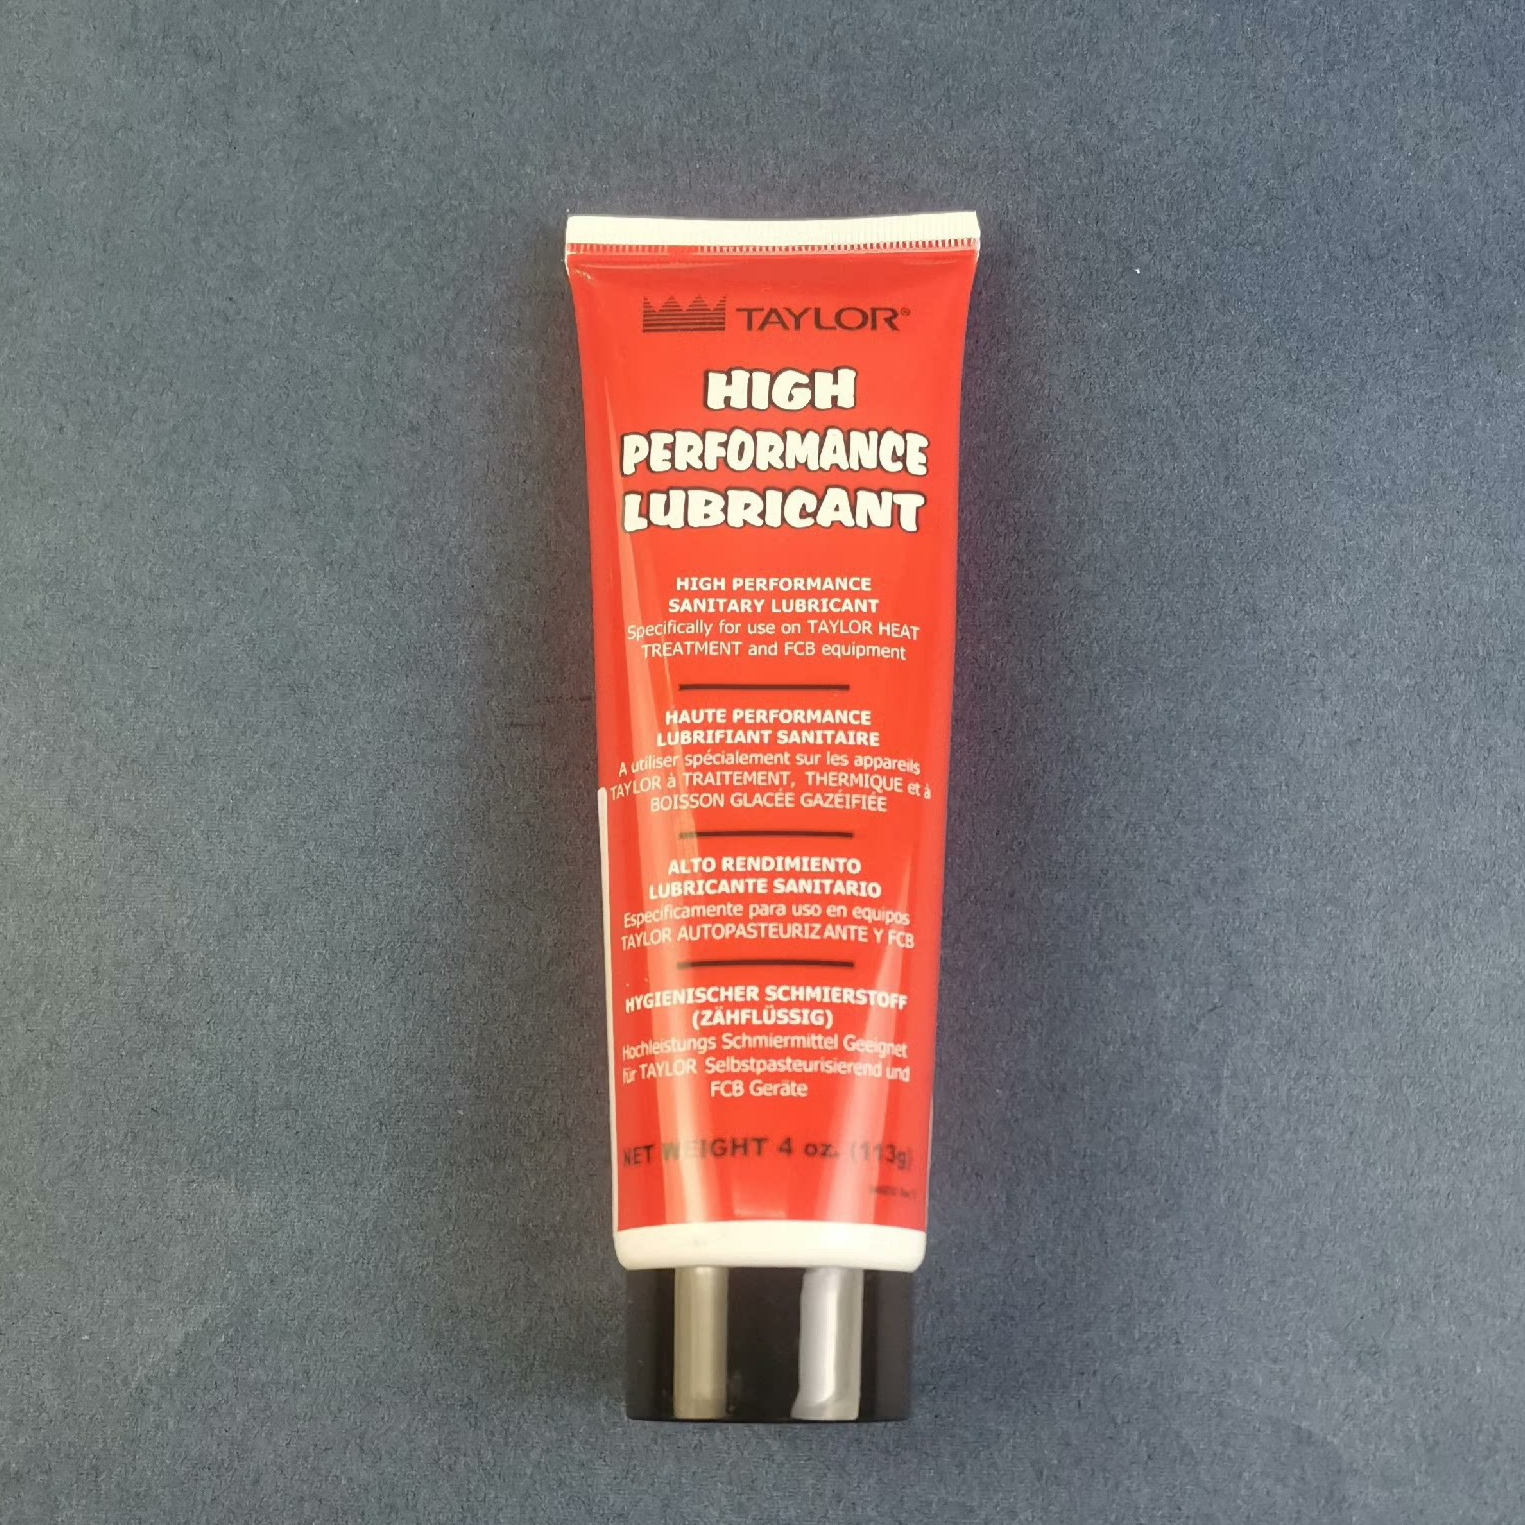 TAYLOR®
HIGH
PERFORMANCE
LUBRICANT
HIGH PERFORMANCE
SANITARY LUBRICANT
Specifically for use on TAYLOR HEAT
TREATMENT and FCB equipment
HAUTE PERFORMANCE
LUBRIFIANT SANITAIRE
A utiliser spécialement sur les appareils
TAYLOR à TRAITEMENT, THERMIQUE et à
BOISSON GLACÉE GAZÉIFIÉE
ALTO RENDIMIENTO
LUBRICANTE SANITARIO
Específicamente para uso en equipos
TAYLOR AUTOPASTEURIZANTE Y FCB
HYGIENISCHER SCHMIERSTOFF
(ZÄHFLÜSSIG)
Hochleistungs Schmiermittel Geeignet
für TAYLOR Selbstpasteurisierend und
FCB Geräte
NET WEIGHT 4 oz. (113g)